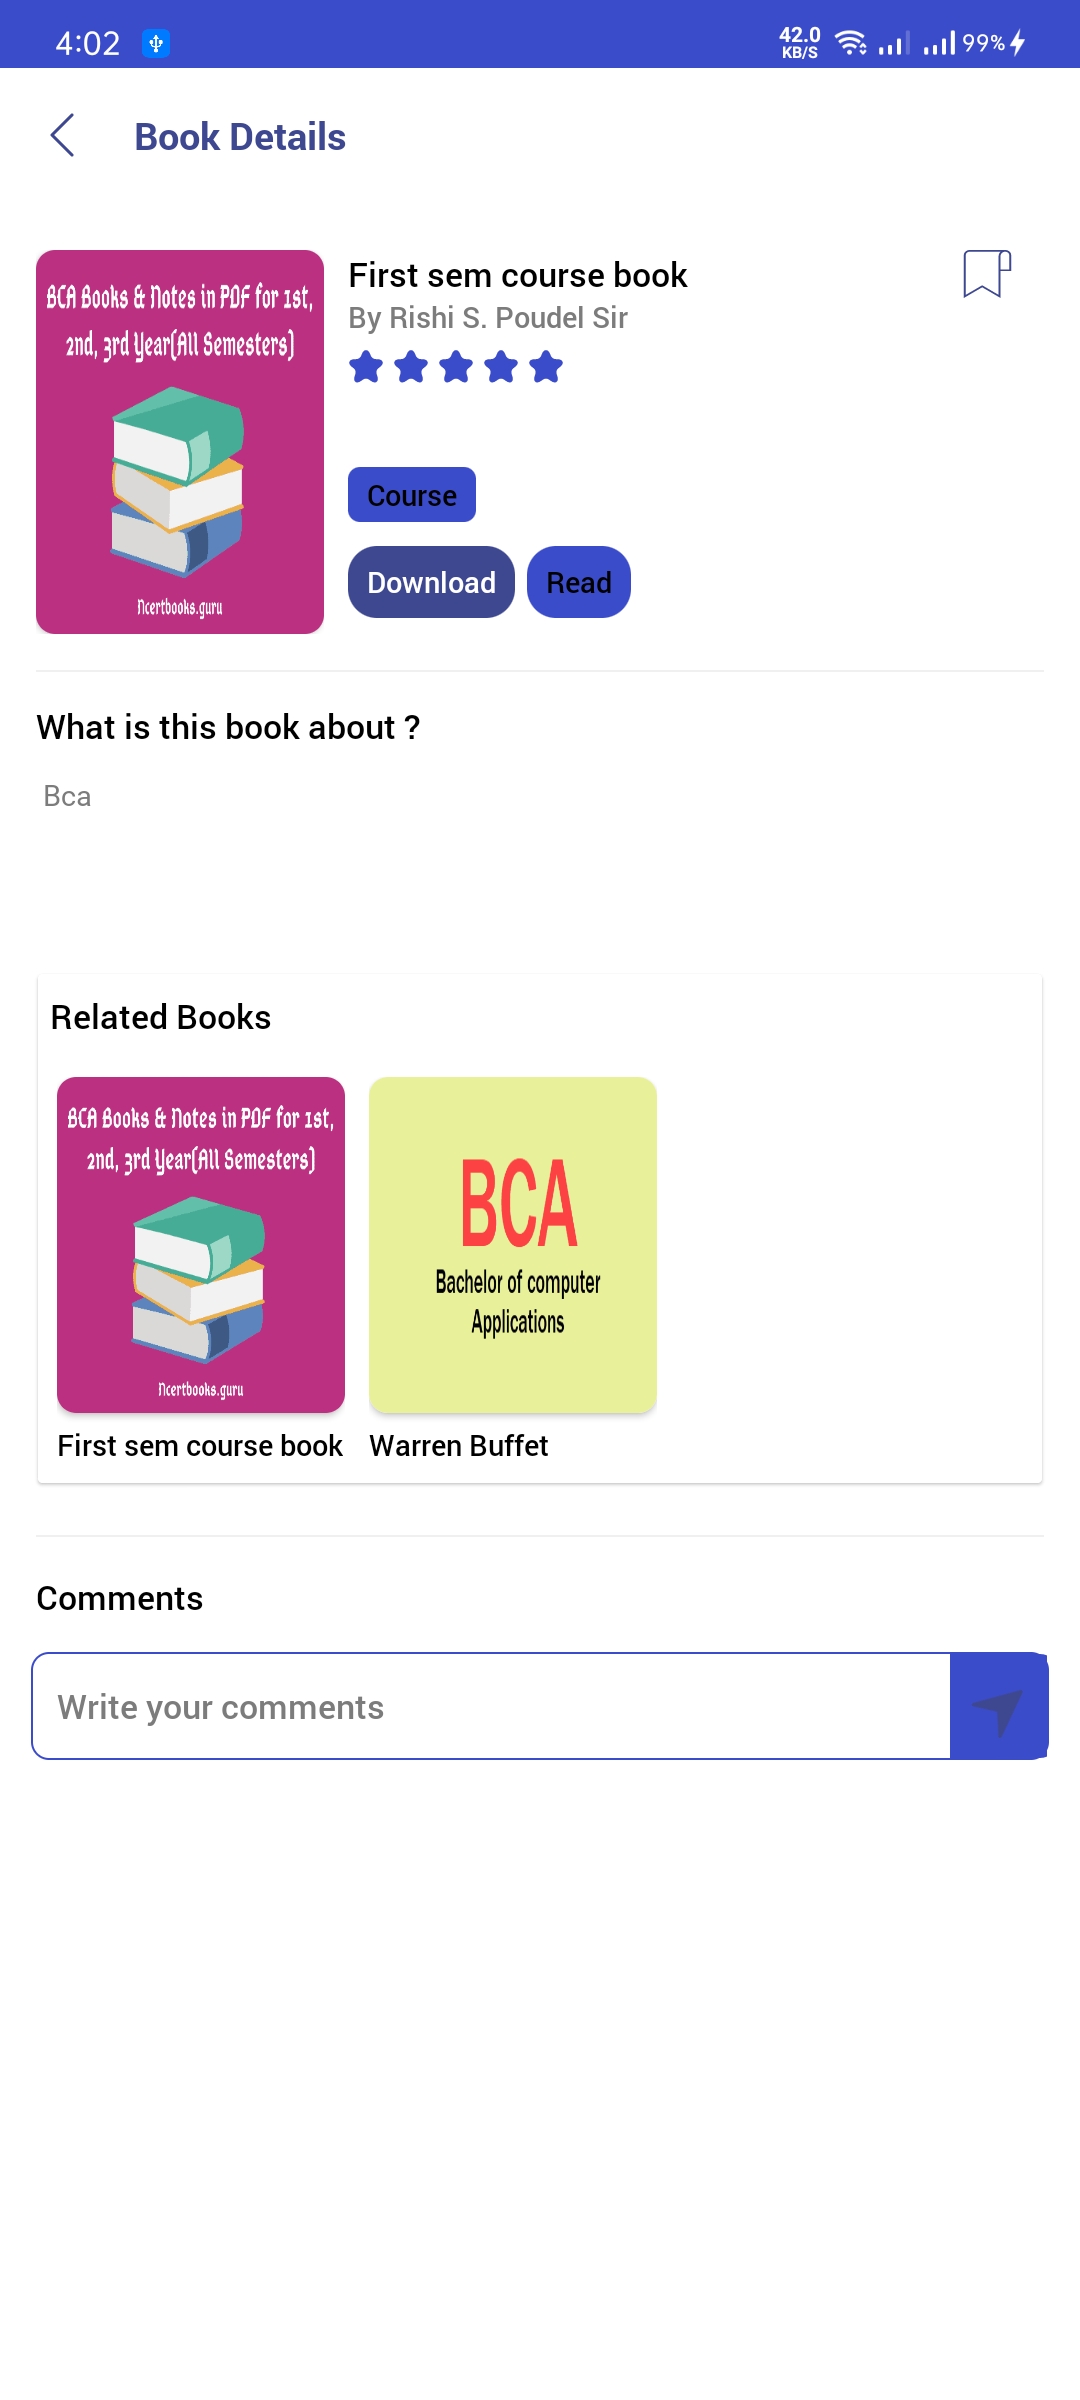 4:02
42.0
KB/S
99%
Book Details
BCA Books & Notes in PDF for 1st,
2nd, 3rd Year(All Semesters)
Ncertbooks.guru
First sem course book
By Rishi S. Poudel Sir
Course
Download
Read
What is this book about ?
Bca
Related Books
BCA Books & Notes in PDF for 1st,
2nd, 3rd Year(All Semesters)
Ncertbooks.guru
BCA
Bachelor of computer
Applications
First sem course book
Warren Buffet
Comments
Write your comments